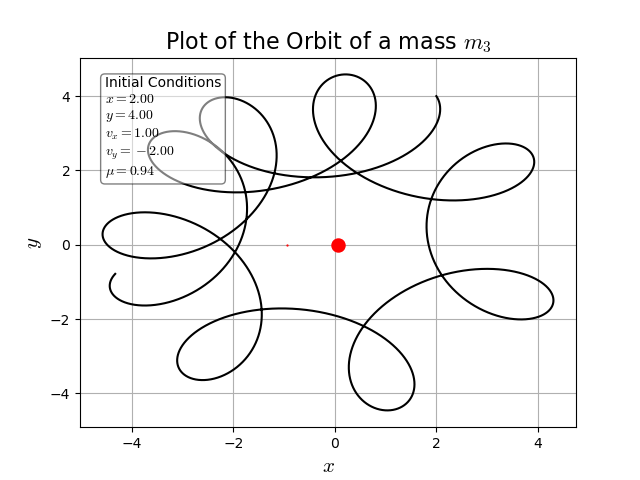 Plot of the Orbit of a mass m₃
Initial Conditions
x = 2.00
y = 4.00
vₓ = 1.00
v_y = −2.00
μ = 0.94
4
2
0
−2
−4
y
−4
−2
0
2
4
x